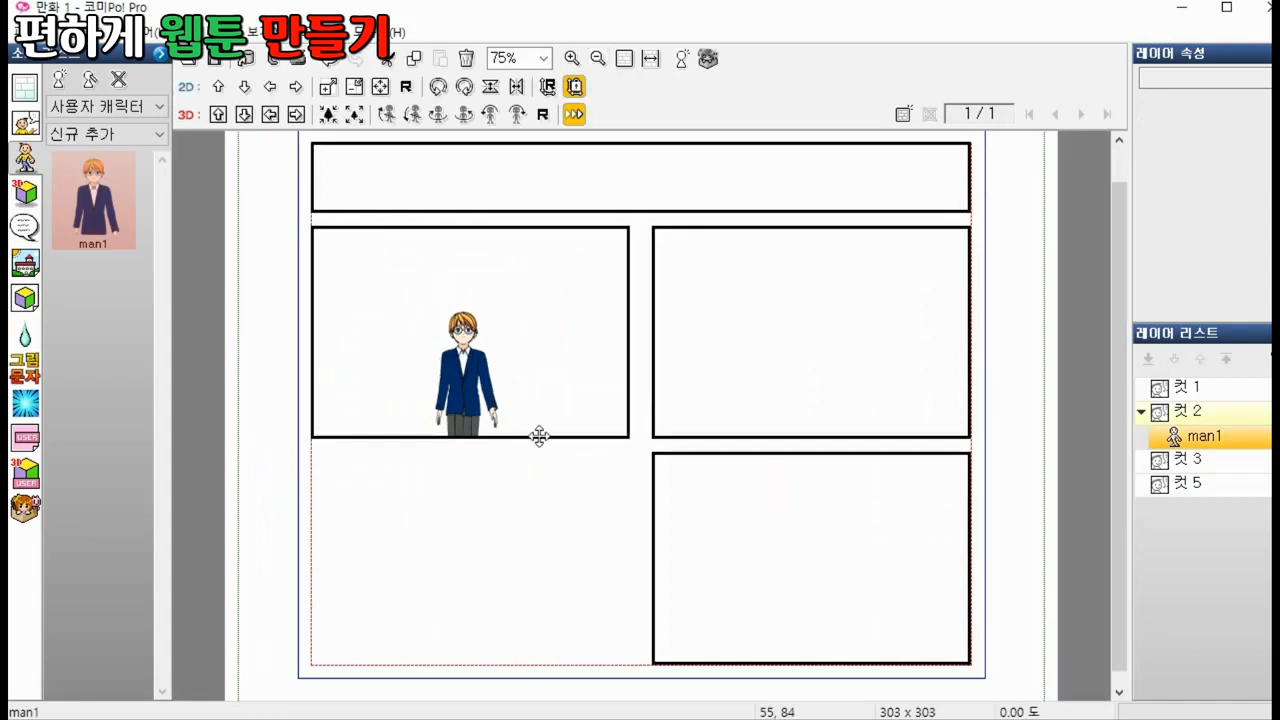 만화 1 - 코미Po! Pro
편하게 웹툰 만들기
(H)
75%
2D:
R
3D:
R
1 / 1
사용자 캐릭터
신규 추가
man1
3D
그림
문자
USER
3D
USER
레이어 속성
레이어 리스트
컷 1
컷 2
man1
컷 3
컷 5
man1
55, 84
303 x 303
0.00 도